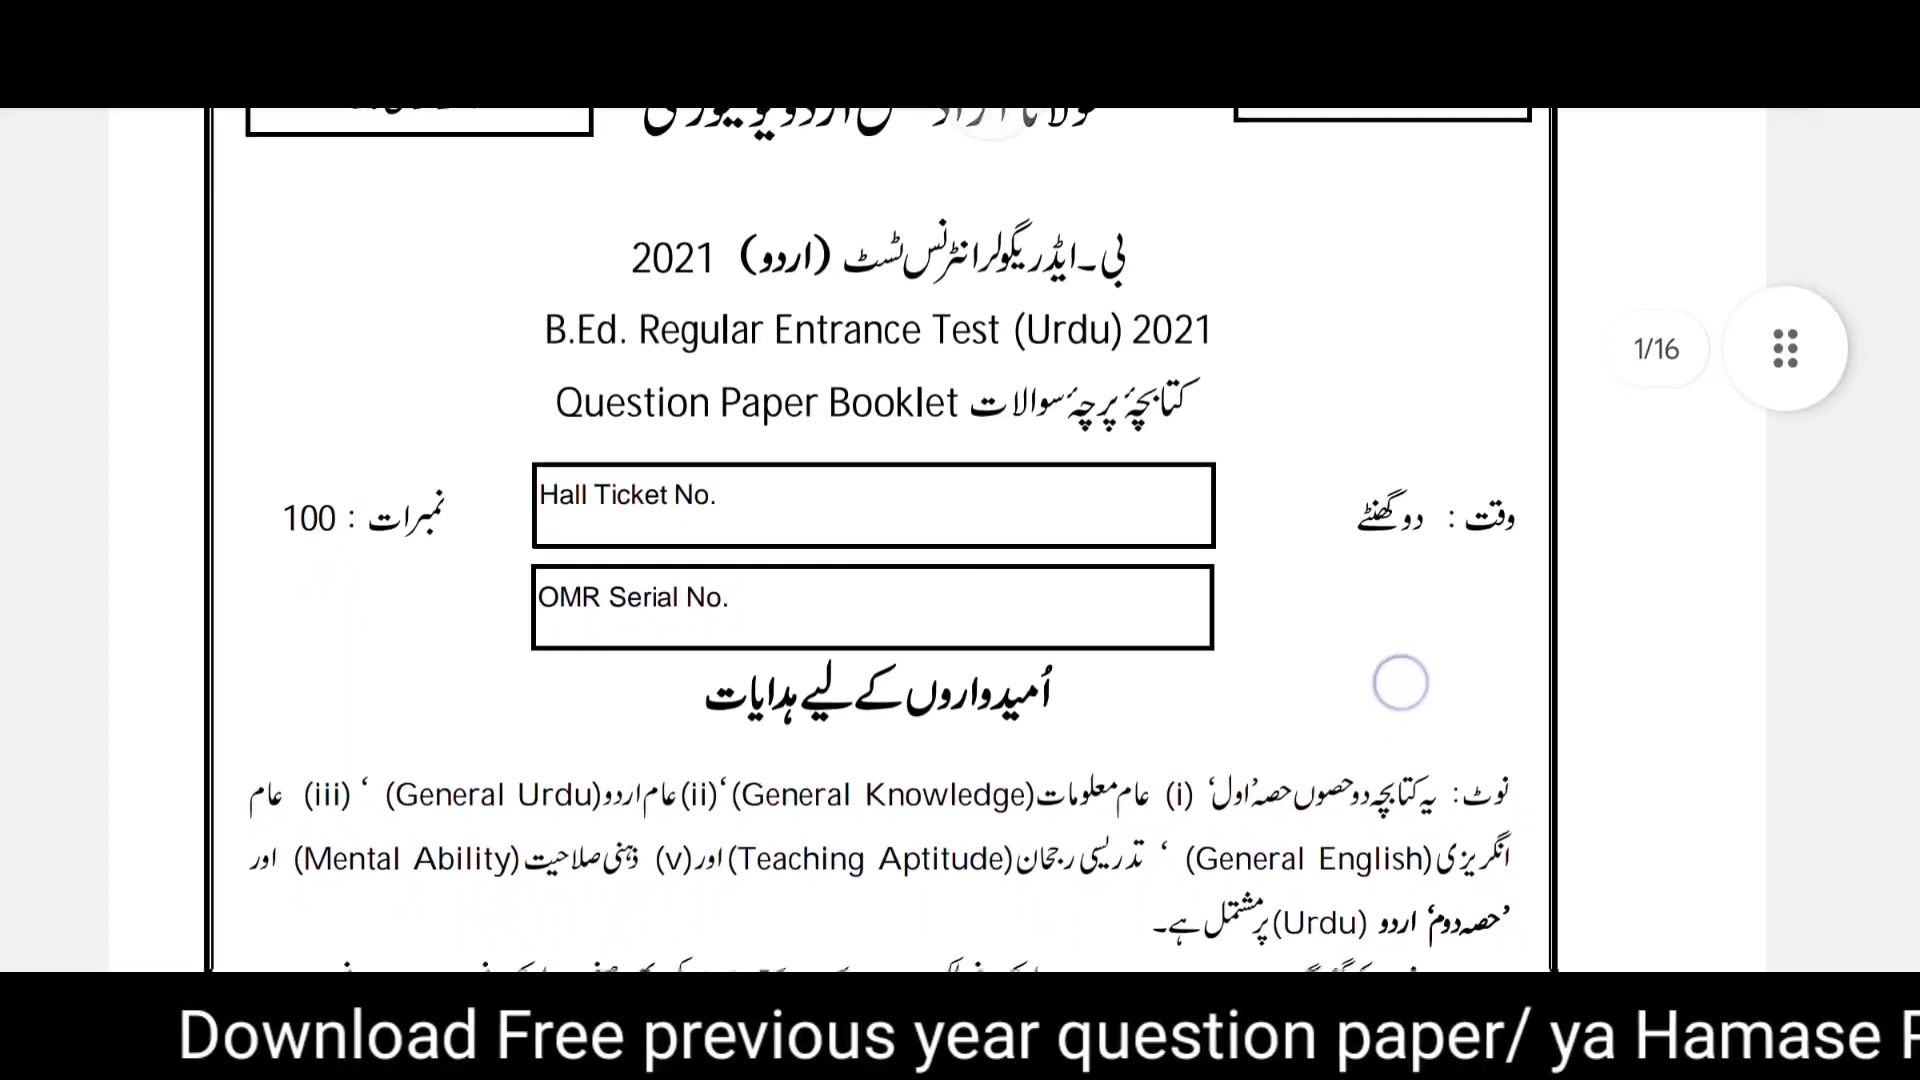 بی۔ایڈ ریگولر انٹرنس ٹسٹ (اردو) 2021
B.Ed. Regular Entrance Test (Urdu) 2021
کتابچۂ پرچۂ سوالات Question Paper Booklet
وقت : دو گھنٹے
Hall Ticket No.
نمبرات : 100
OMR Serial No.
1/16
اُمیدواروں کے لیے ہدایات
نوٹ : یہ کتابچہ دو حصوں ’حصہ اول‘ (i) عام معلومات (General Knowledge)‘ (ii) عام اردو (General Urdu) ‘ (iii) عام
انگریزی (General English) ‘ تدریسی رجحان (Teaching Aptitude) اور (v) ذہنی صلاحیت (Mental Ability) اور
’حصہ دوم‘ اردو (Urdu) پر مشتمل ہے۔
Download Free previous year question paper/ ya Hamase